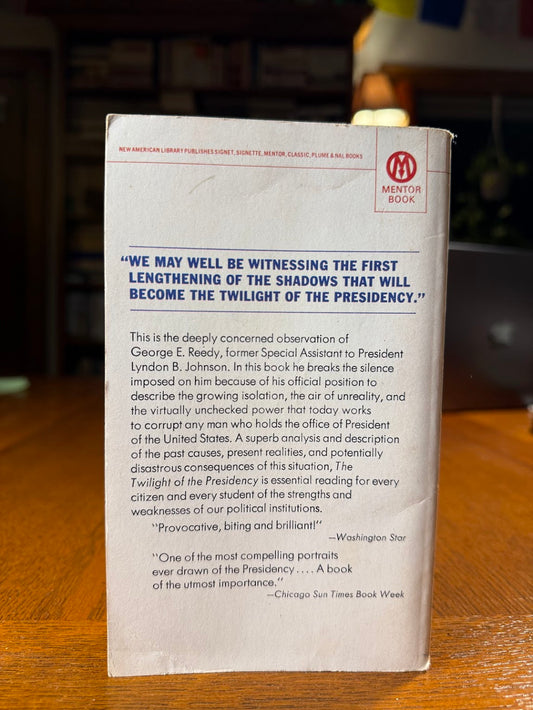 NEW AMERICAN LIBRARY PUBLISHES SIGNET, SIGNETTE, MENTOR, CLASSIC, PLUME & NAL BOOKS
M
MENTOR
BOOK
"WE MAY WELL BE WITNESSING THE FIRST
LENGTHENING OF THE SHADOWS THAT WILL
BECOME THE TWILIGHT OF THE PRESIDENCY."
This is the deeply concerned observation of
George E. Reedy, former Special Assistant to President
Lyndon B. Johnson. In this book he breaks the silence
imposed on him because of his official position to
describe the growing isolation, the air of unreality, and
the virtually unchecked power that today works
to corrupt any man who holds the office of President
of the United States. A superb analysis and description
of the past causes, present realities, and potentially
disastrous consequences of this situation, The
Twilight of the Presidency is essential reading for every
citizen and every student of the strengths and
weaknesses of our political institutions.
"Provocative, biting and brilliant!"
—Washington Star
"One of the most compelling portraits
ever drawn of the Presidency.... A book
of the utmost importance."
—Chicago Sun Times Book Week